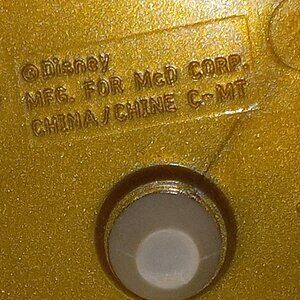 ©Disney
MFG. FOR McD CORP.
CHINA/CHINE C-MT